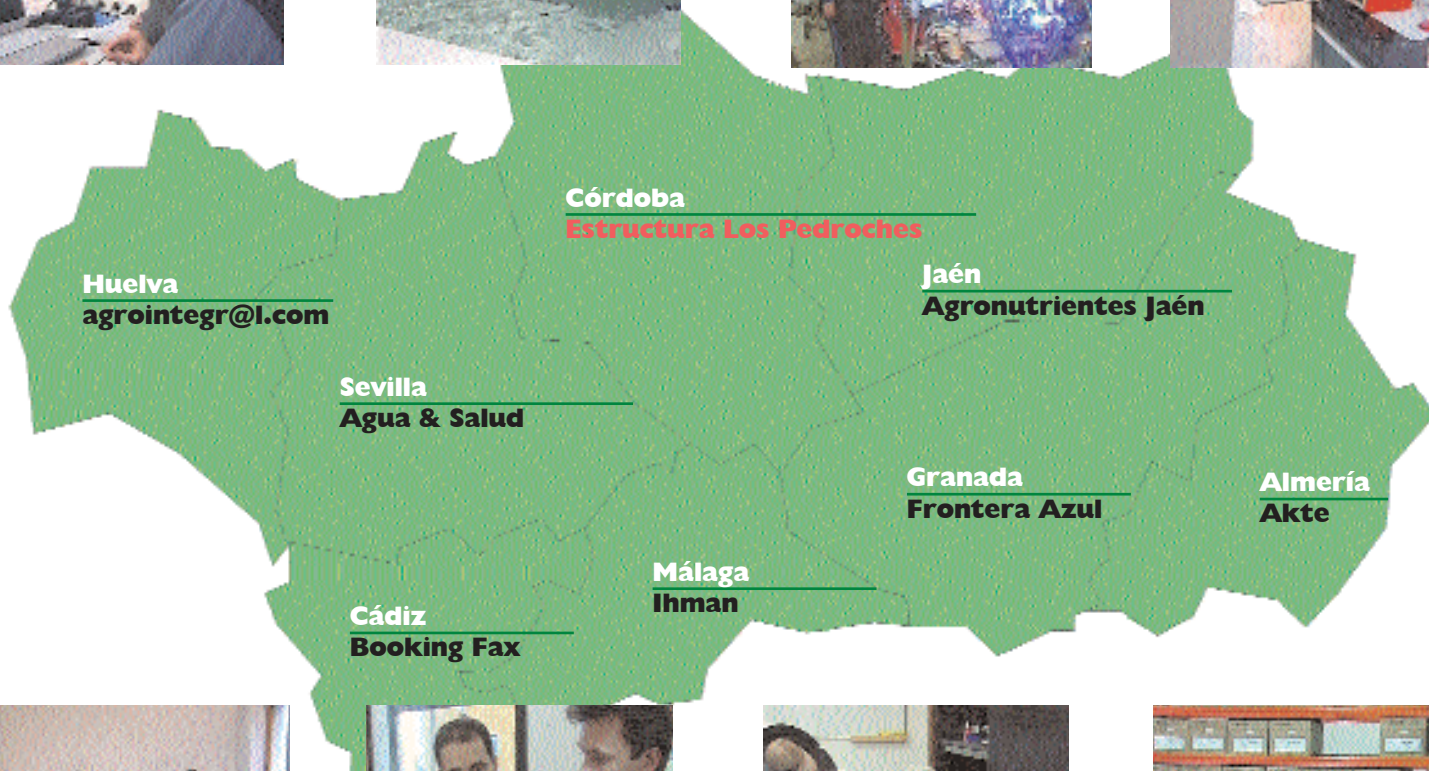 Córdoba
Estructura Los Pedroches
Huelva
agrointegr@l.com
Jaén
Agronutrientes Jaén
Sevilla
Agua & Salud
Granada
Frontera Azul
Almería
Akte
Málaga
Ihman
Cádiz
Booking Fax